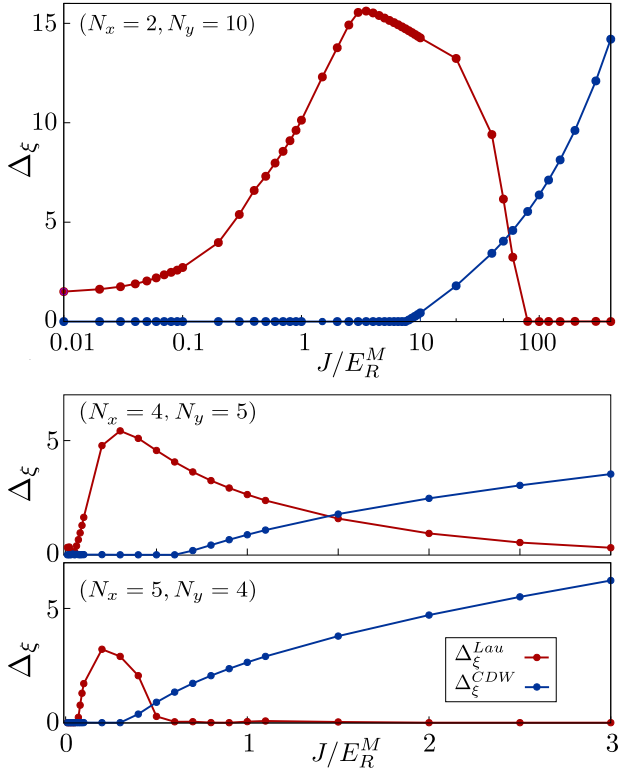 (N_x = 2, N_y = 10)
15
10
5
0
Δ_ξ
0.01 0.1 1 10 100
J/E_R^M
(N_x = 4, N_y = 5)
5
0
Δ_ξ
(N_x = 5, N_y = 4)
5
0
Δ_ξ
Δ_ξ^{Lau}
Δ_ξ^{CDW}
0 1 2 3
J/E_R^M